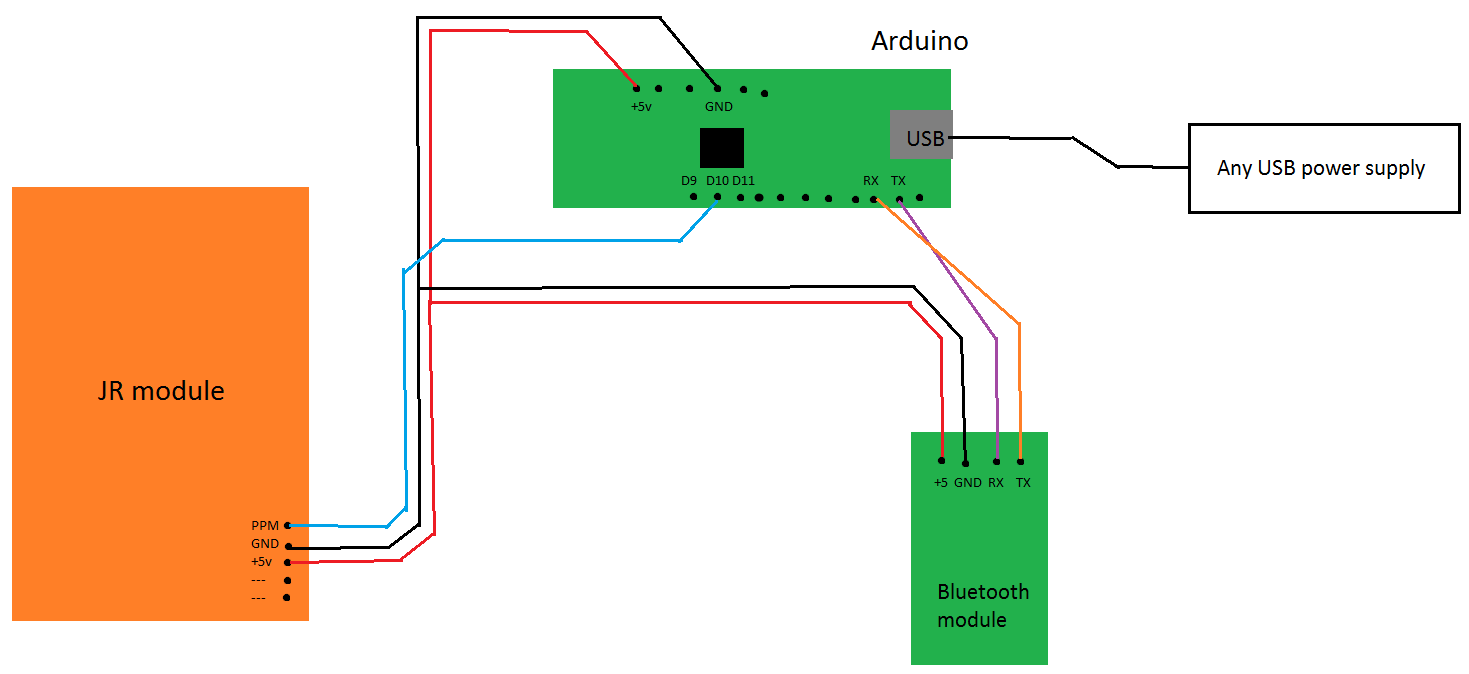 Arduino
+5v GND
USB
Any USB power supply
D9 D10 D11 RX TX
JR module
PPM
GND
+5v
---
---
+5 GND RX TX
Bluetooth
module